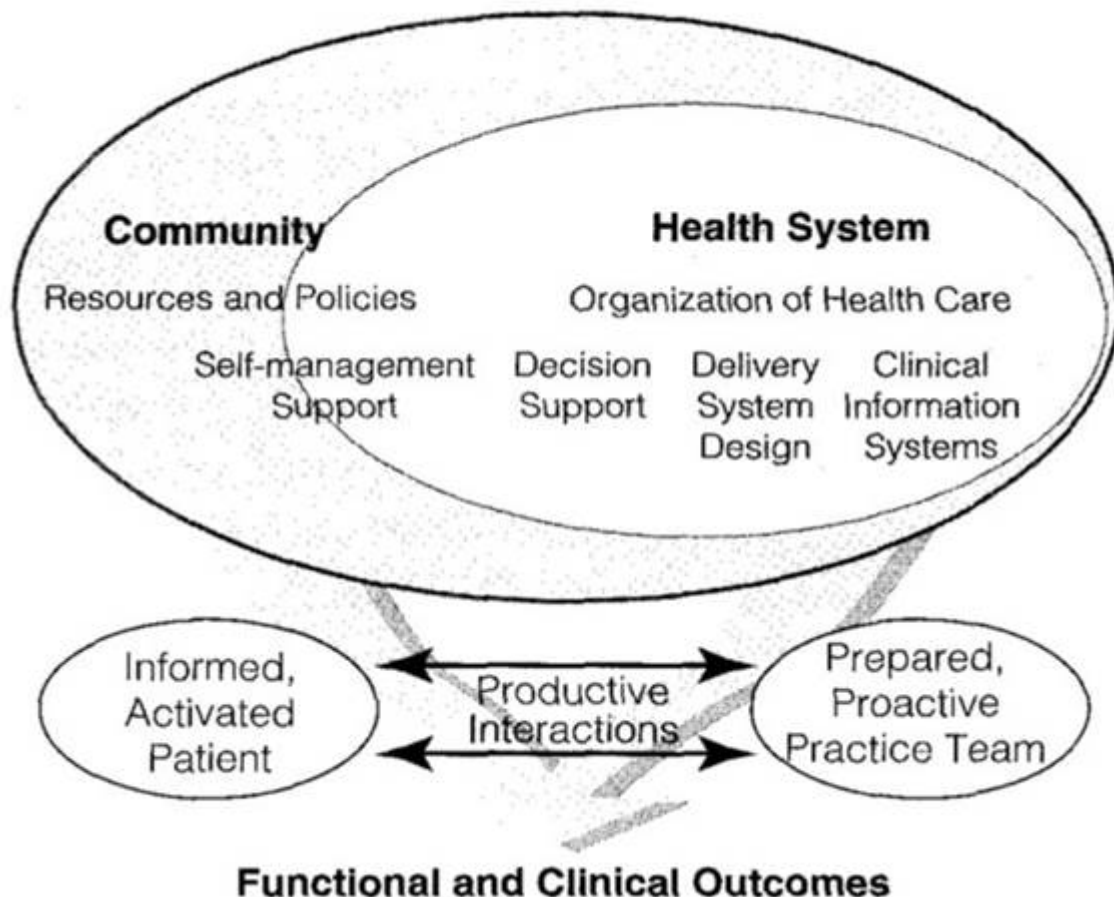 Community
Health System
Resources and Policies
Organization of Health Care
Self-management
Support
Decision
Support
Delivery
System
Design
Clinical
Information
Systems
Informed,
Activated
Patient
Productive
Interactions
Prepared,
Proactive
Practice Team
Functional and Clinical Outcomes